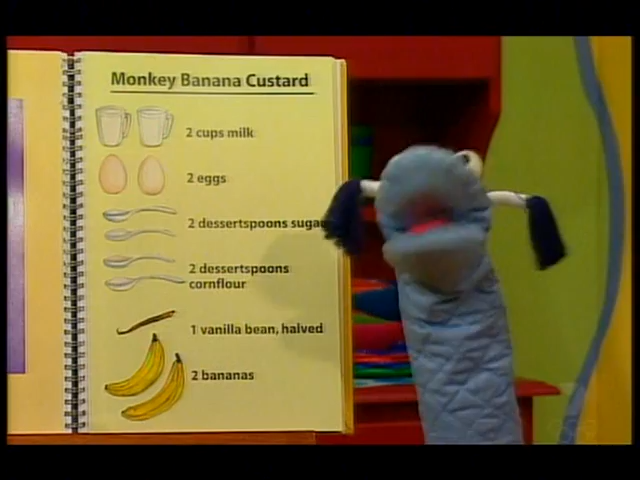 Monkey Banana Custard
2 cups milk
2 eggs
2 dessertspoons sugar
2 dessertspoons
cornflour
1 vanilla bean, halved
2 bananas